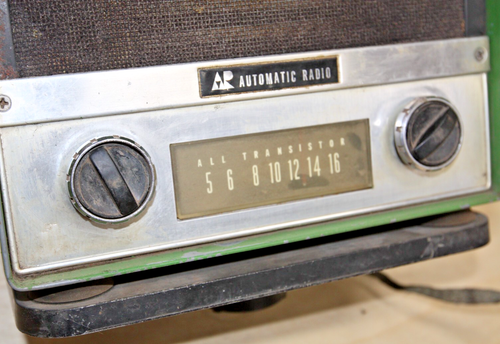 AR AUTOMATIC RADIO
ALL TRANSISTOR
5 6 8 10 12 14 16